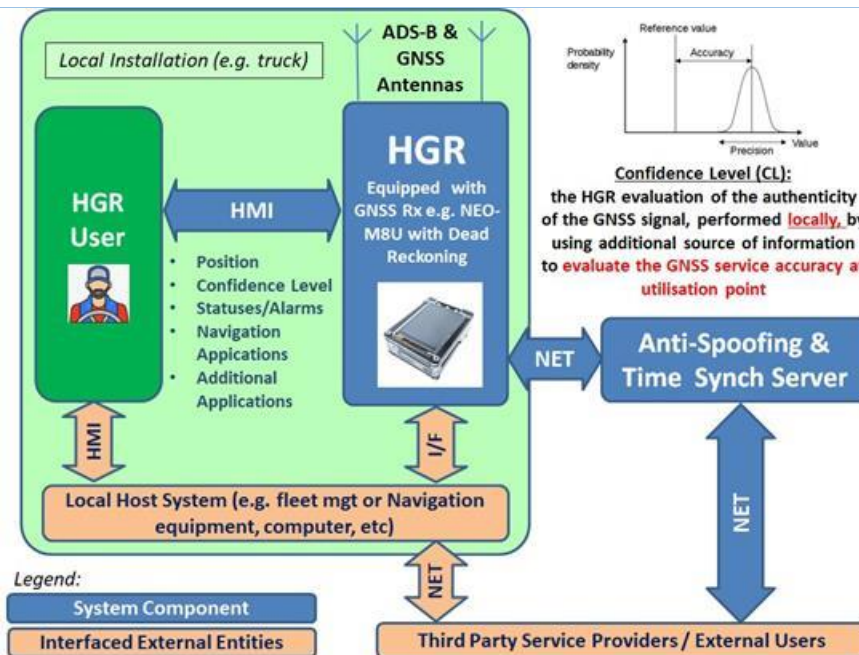 Local Installation (e.g. truck)
ADS-B &
GNSS
Antennas
HGR
User
HMI
• Position
• Confidence Level
• Statuses/Alarms
• Navigation
Appications
• Additional
Applications
HGR
Equipped with
GNSS Rx e.g. NEO-
M8U with Dead
Reckoning
Reference value
Probability
density
Accuracy
Precision
Value
Confidence Level (CL):
the HGR evaluation of the authenticity
of the GNSS signal, performed locally, by
using additional source of information
to evaluate the GNSS service accuracy at
utilisation point
NET
Anti-Spoofing &
Time Synch Server
HMI
I/F
Local Host System (e.g. fleet mgt or Navigation
equipment, computer, etc)
NET
NET
Legend:
System Component
Interfaced External Entities
Third Party Service Providers / External Users